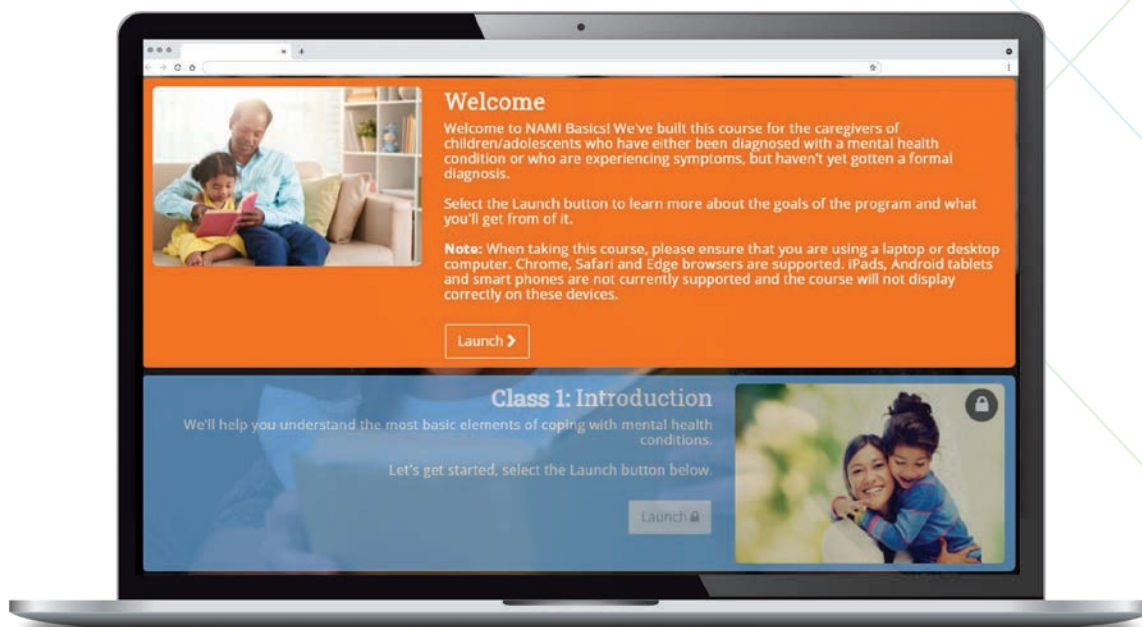 Welcome
Welcome to NAMI Basics! We've built this course for the caregivers of
children/adolescents who have either been diagnosed with a mental health
condition or who are experiencing symptoms, but haven't yet gotten a formal
diagnosis.
Select the Launch button to learn more about the goals of the program and what
you'll get from of it.
Note: When taking this course, please ensure that you are using a laptop or desktop
computer. Chrome, Safari and Edge browsers are supported. iPads, Android tablets
and smart phones are not currently supported and the course will not display
correctly on these devices.
Launch
Class 1: Introduction
We'll help you understand the most basic elements of coping with mental health
conditions.
Let's get started, select the Launch button below.
Launch